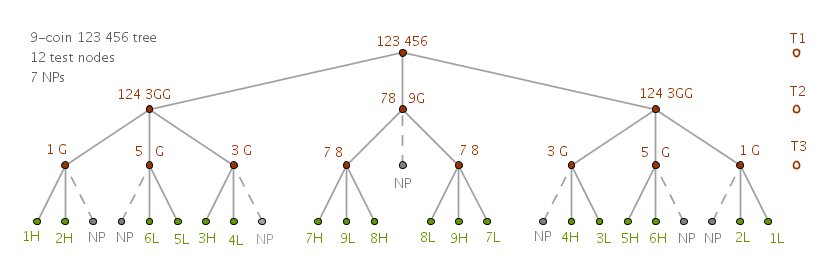 9-coin 123 456 tree
12 test nodes
7 NPs
123 456
T1
124 3GG
78 9G
124 3GG
T2
1 G
5 G
3 G
7 8
7 8
3 G
5 G
1 G
T3
NP
1H 2H NP NP 6L 5L 3H 4L NP 7H 9L 8H 8L 9H 7L NP 4H 3L 5H 6H NP NP 2L 1L